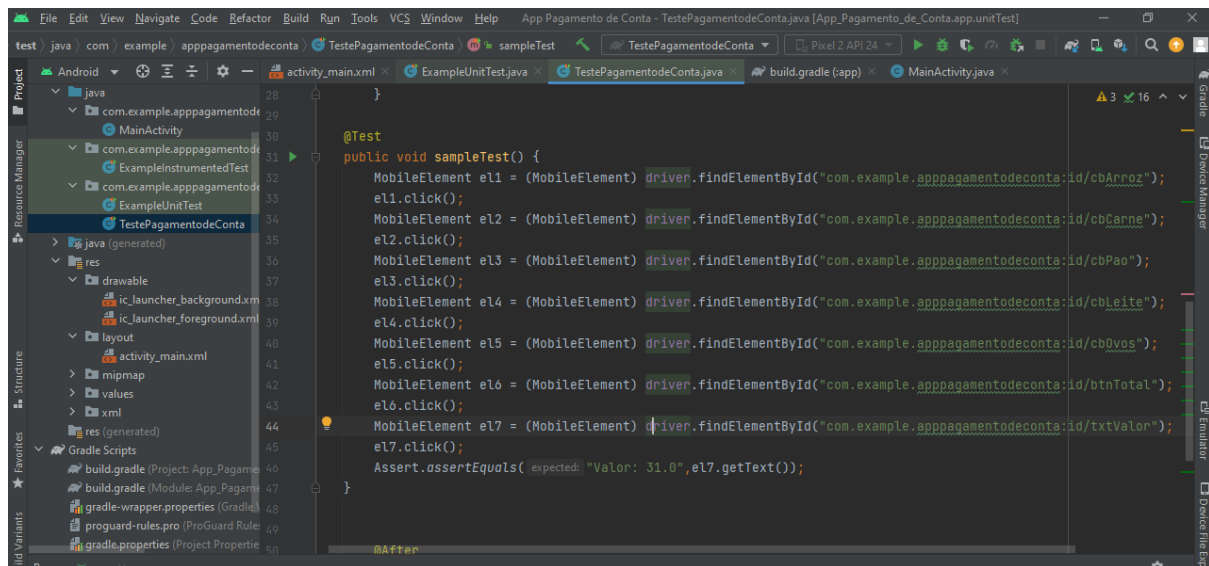 File Edit View Navigate Code Refactor Build Run Tools VCS Window Help App Pagamento de Conta - TestePagamentodeConta.java [App_Pagamento_de_Conta.app.unitTest]
test java com example apppagamentodeconta TestePagamentodeConta sampleTest TestePagamentodeConta Pixel 2 API 24
Android activity_main.xml ExampleUnitTest.java TestePagamentodeConta.java build.gradle (:app) MainActivity.java
Project
Resource Manager
Structure
Favorites
Build Variants
java
com.example.apppagamentode
MainActivity
com.example.apppagamentode
ExampleInstrumentedTest
com.example.apppagamentode
ExampleUnitTest
TestePagamentodeConta
java (generated)
res
drawable
ic_launcher_background.xm
ic_launcher_foreground.xml
layout
activity_main.xml
mipmap
values
xml
res (generated)
Gradle Scripts
build.gradle (Project: App_Pagame
build.gradle (Module: App_Pagame
gradle-wrapper.properties (Gradle V
proguard-rules.pro (ProGuard Rule
gradle.properties (Project Propertie
3 16
28 }
29
30 @Test
31 public void sampleTest() {
32 MobileElement el1 = (MobileElement) driver.findElementById("com.example.apppagamentodeconta:id/cbArroz");
33 el1.click();
34 MobileElement el2 = (MobileElement) driver.findElementById("com.example.apppagamentodeconta:id/cbCarne");
35 el2.click();
36 MobileElement el3 = (MobileElement) driver.findElementById("com.example.apppagamentodeconta:id/cbPao");
37 el3.click();
38 MobileElement el4 = (MobileElement) driver.findElementById("com.example.apppagamentodeconta:id/cbLeite");
39 el4.click();
40 MobileElement el5 = (MobileElement) driver.findElementById("com.example.apppagamentodeconta:id/cbOvos");
41 el5.click();
42 MobileElement el6 = (MobileElement) driver.findElementById("com.example.apppagamentodeconta:id/btnTotal");
43 el6.click();
44 MobileElement el7 = (MobileElement) driver.findElementById("com.example.apppagamentodeconta:id/txtValor");
45 el7.click();
46 Assert.assertEquals( expected: "Valor: 31.0",el7.getText());
47 }
48
49
50 @After
Gradle
Device Manager
Emulator
Device File Exp